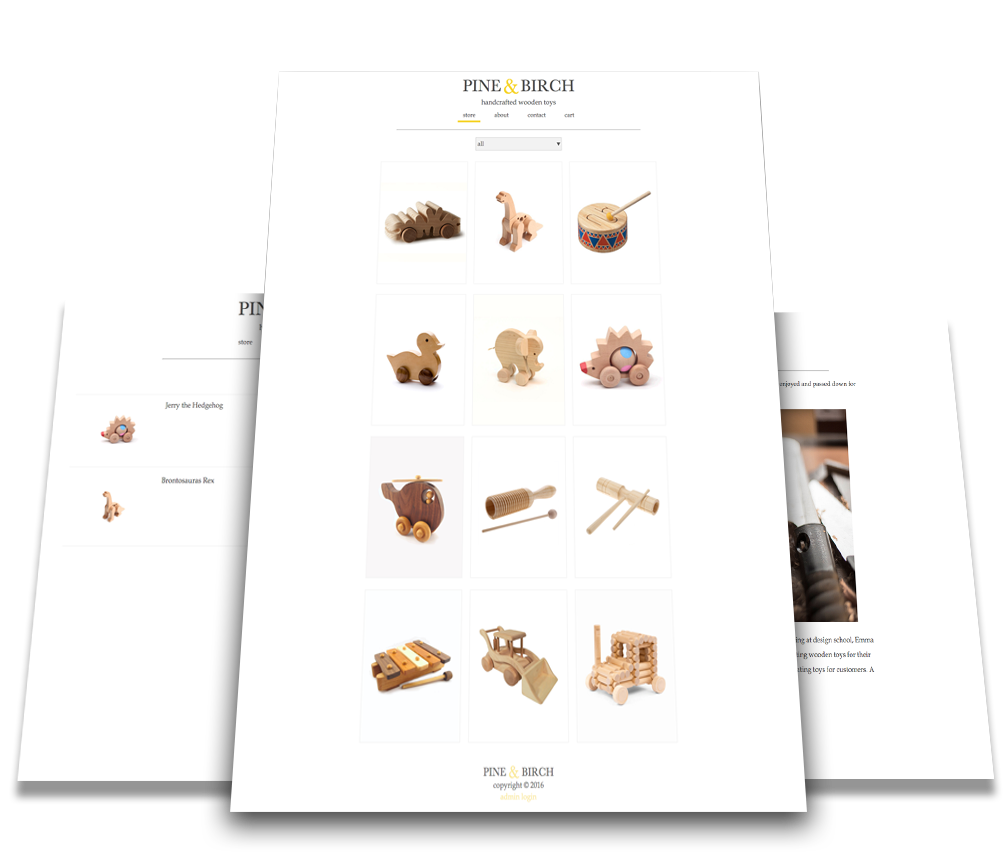 PINE & BIRCH
handcrafted wooden toys
store about contact cart
all
PIN
store
Jerry the Hedgehog
Brontosauras Rex
enjoyed and passed down for
ing at design school, Emma
ting wooden toys for their
ating toys for customers. A
PINE & BIRCH
copyright © 2016
admin login